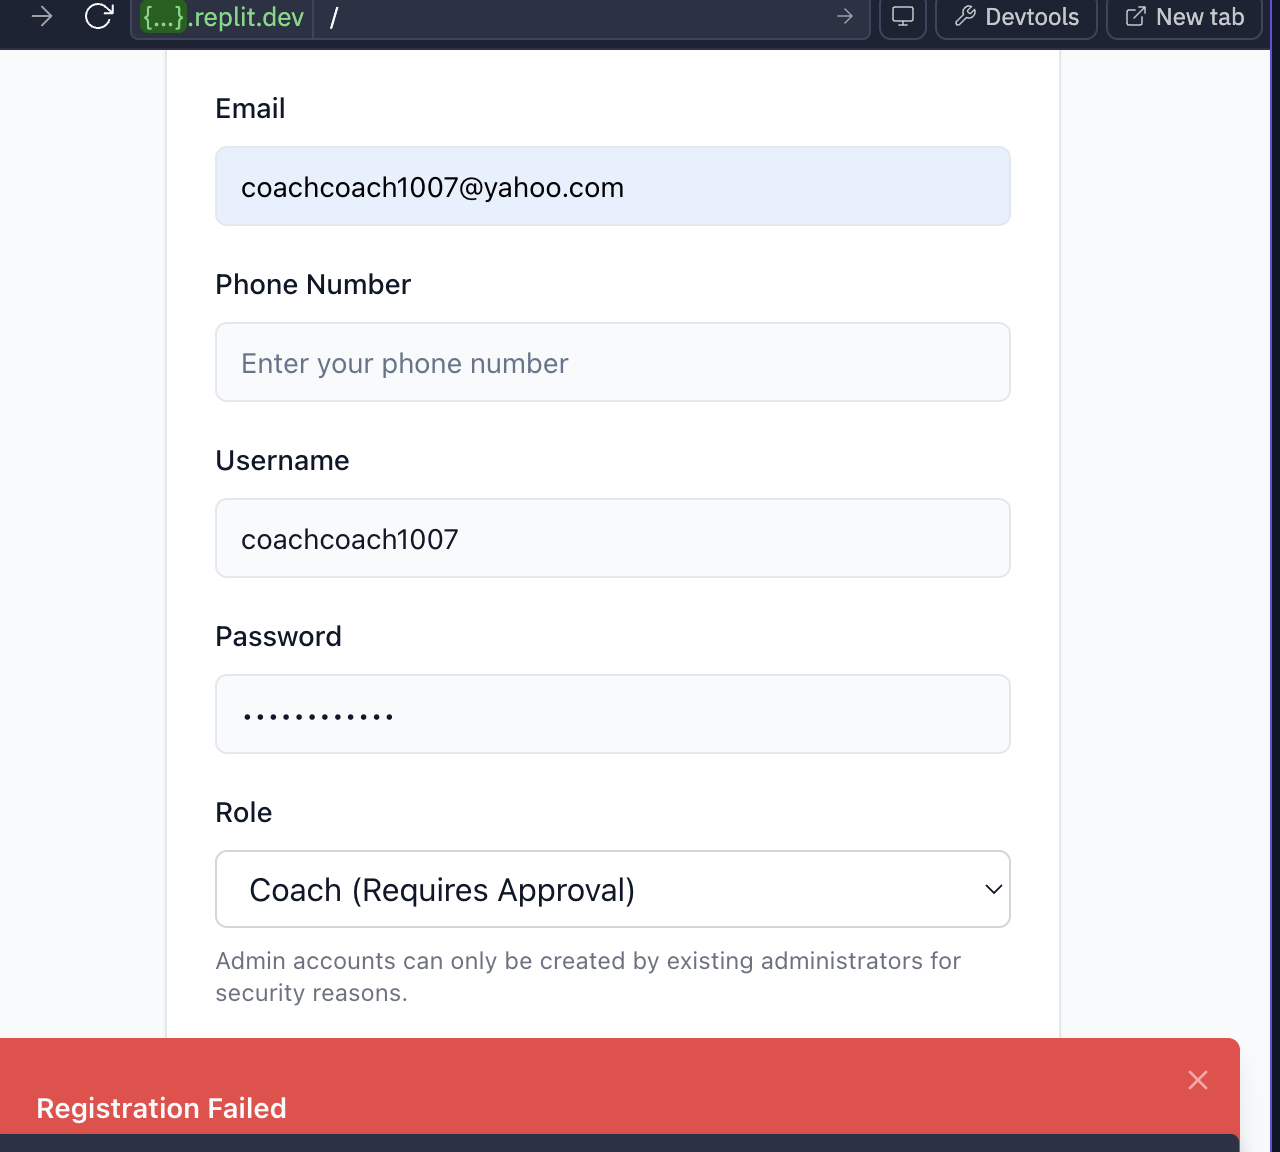 {...}.replit.dev /
Devtools
New tab
Email
coachcoach1007@yahoo.com
Phone Number
Enter your phone number
Username
coachcoach1007
Password
••••••••••••
Role
Coach (Requires Approval)
Admin accounts can only be created by existing administrators for
security reasons.
Registration Failed